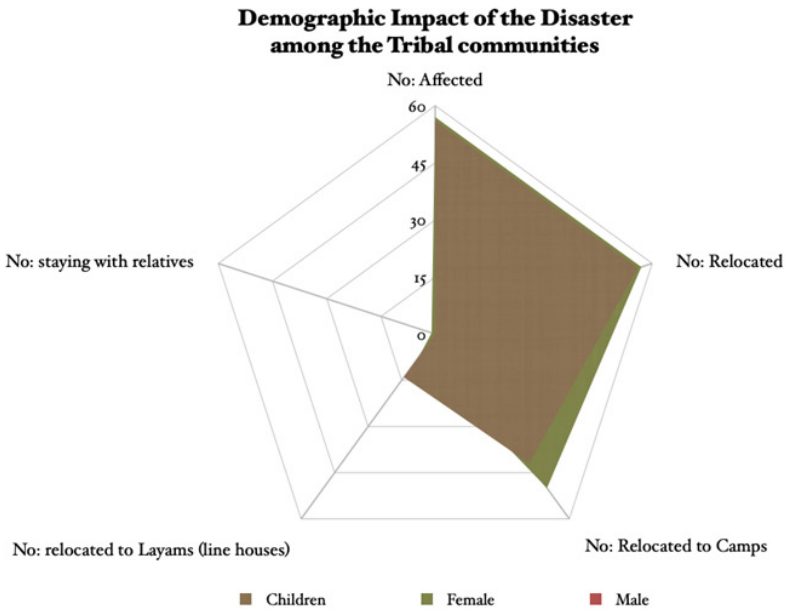 Demographic Impact of the Disaster
among the Tribal communities
No: Affected
60
45
30
No: staying with relatives
No: Relocated
15
0
No: relocated to Layams (line houses)
No: Relocated to Camps
Children
Female
Male